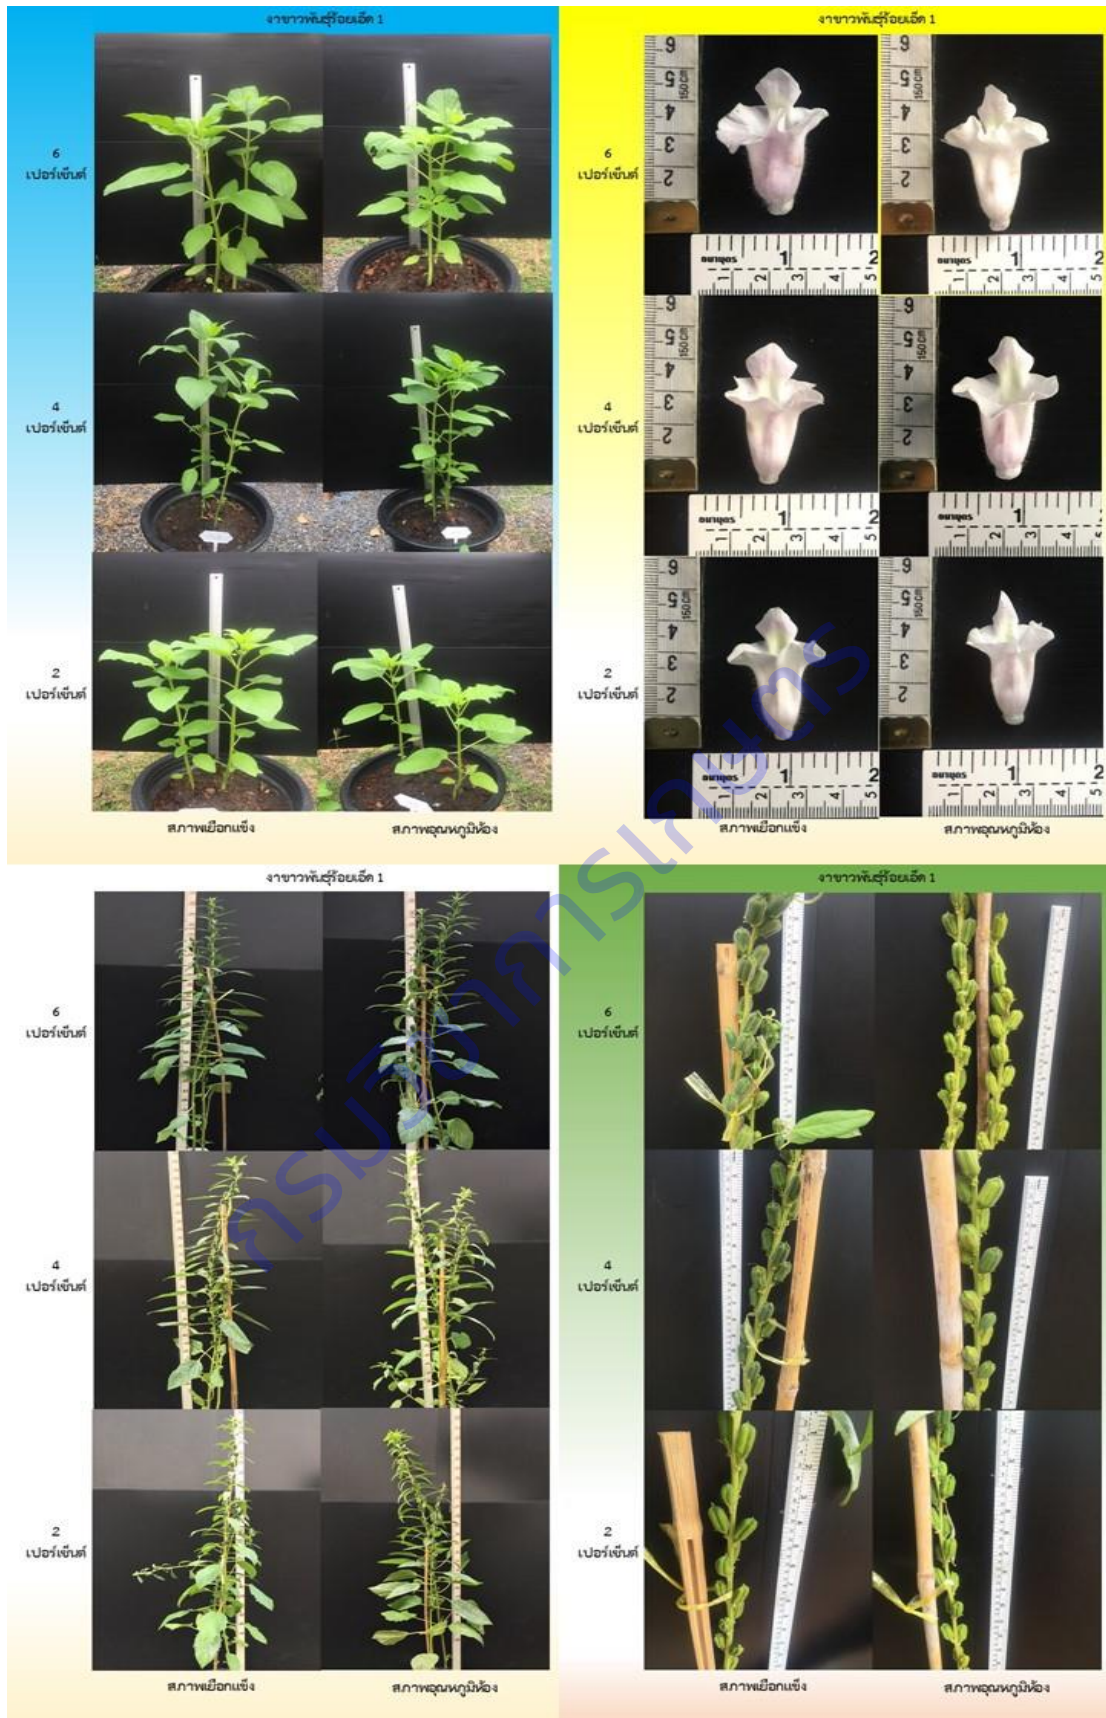 งาขาวพันธุ์ร้อยเอ็ด 1
6
เปอร์เซ็นต์
4
เปอร์เซ็นต์
2
เปอร์เซ็นต์
สภาพเยือกแข็ง
สภาพอุณหภูมิห้อง
งาขาวพันธุ์ร้อยเอ็ด 1
6
เปอร์เซ็นต์
4
เปอร์เซ็นต์
2
เปอร์เซ็นต์
สภาพเยือกแข็ง
สภาพอุณหภูมิห้อง
งาขาวพันธุ์ร้อยเอ็ด 1
6
เปอร์เซ็นต์
4
เปอร์เซ็นต์
2
เปอร์เซ็นต์
สภาพเยือกแข็ง
สภาพอุณหภูมิห้อง
งาขาวพันธุ์ร้อยเอ็ด 1
6
เปอร์เซ็นต์
4
เปอร์เซ็นต์
2
เปอร์เซ็นต์
สภาพเยือกแข็ง
สภาพอุณหภูมิห้อง
กรมวิชาการเกษตร